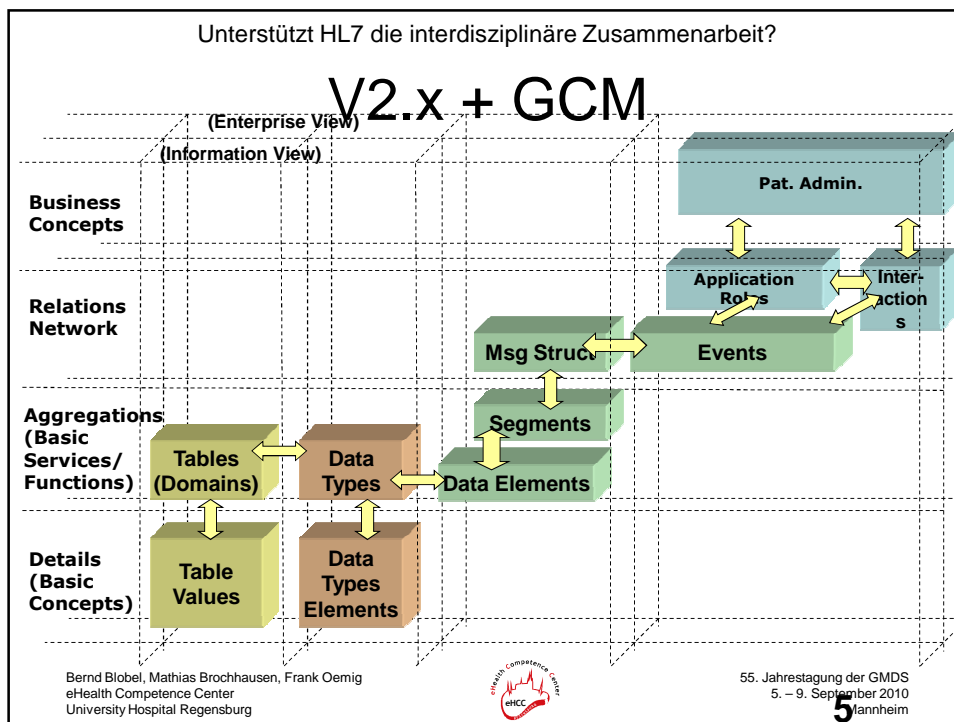 Unterstützt HL7 die interdisziplinäre Zusammenarbeit?
V2.x + GCM
(Enterprise View)
(Information View)
Business
Concepts
Pat. Admin.
Relations
Network
Application
Roles
Inter-
action
s
Msg Struct
Events
Aggregations
(Basic
Services/
Functions)
Segments
Tables
(Domains)
Data
Types
Data Elements
Details
(Basic
Concepts)
Table
Values
Data
Types
Elements
Bernd Blobel, Mathias Brochhausen, Frank Oemig
eHealth Competence Center
University Hospital Regensburg
eHealth Competence Center
eHCC
55. Jahrestagung der GMDS
5. – 9. September 2010
Mannheim
5